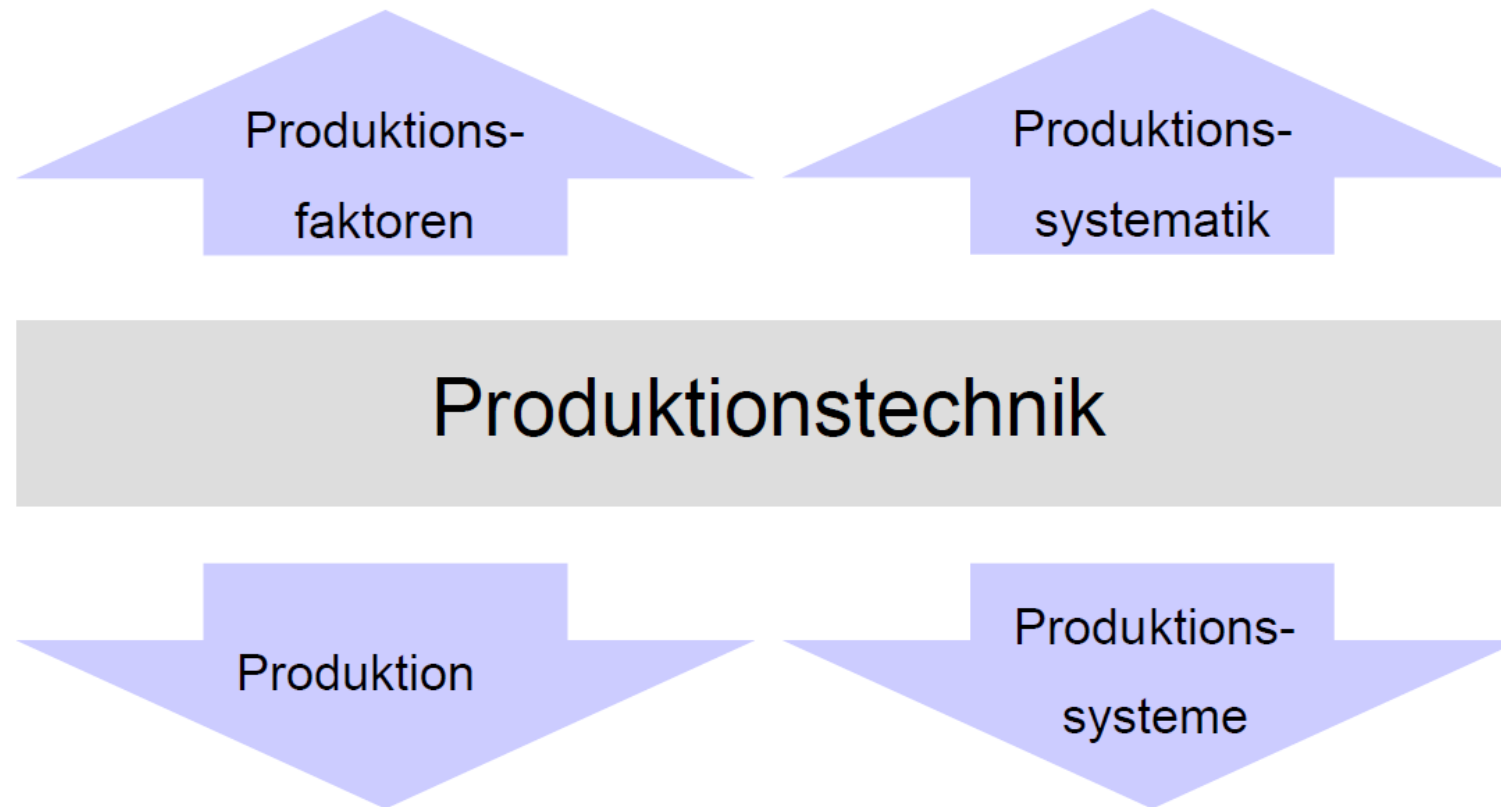 Produktions-
faktoren
Produktions-
systematik
Produktionstechnik
Produktion
Produktions-
systeme